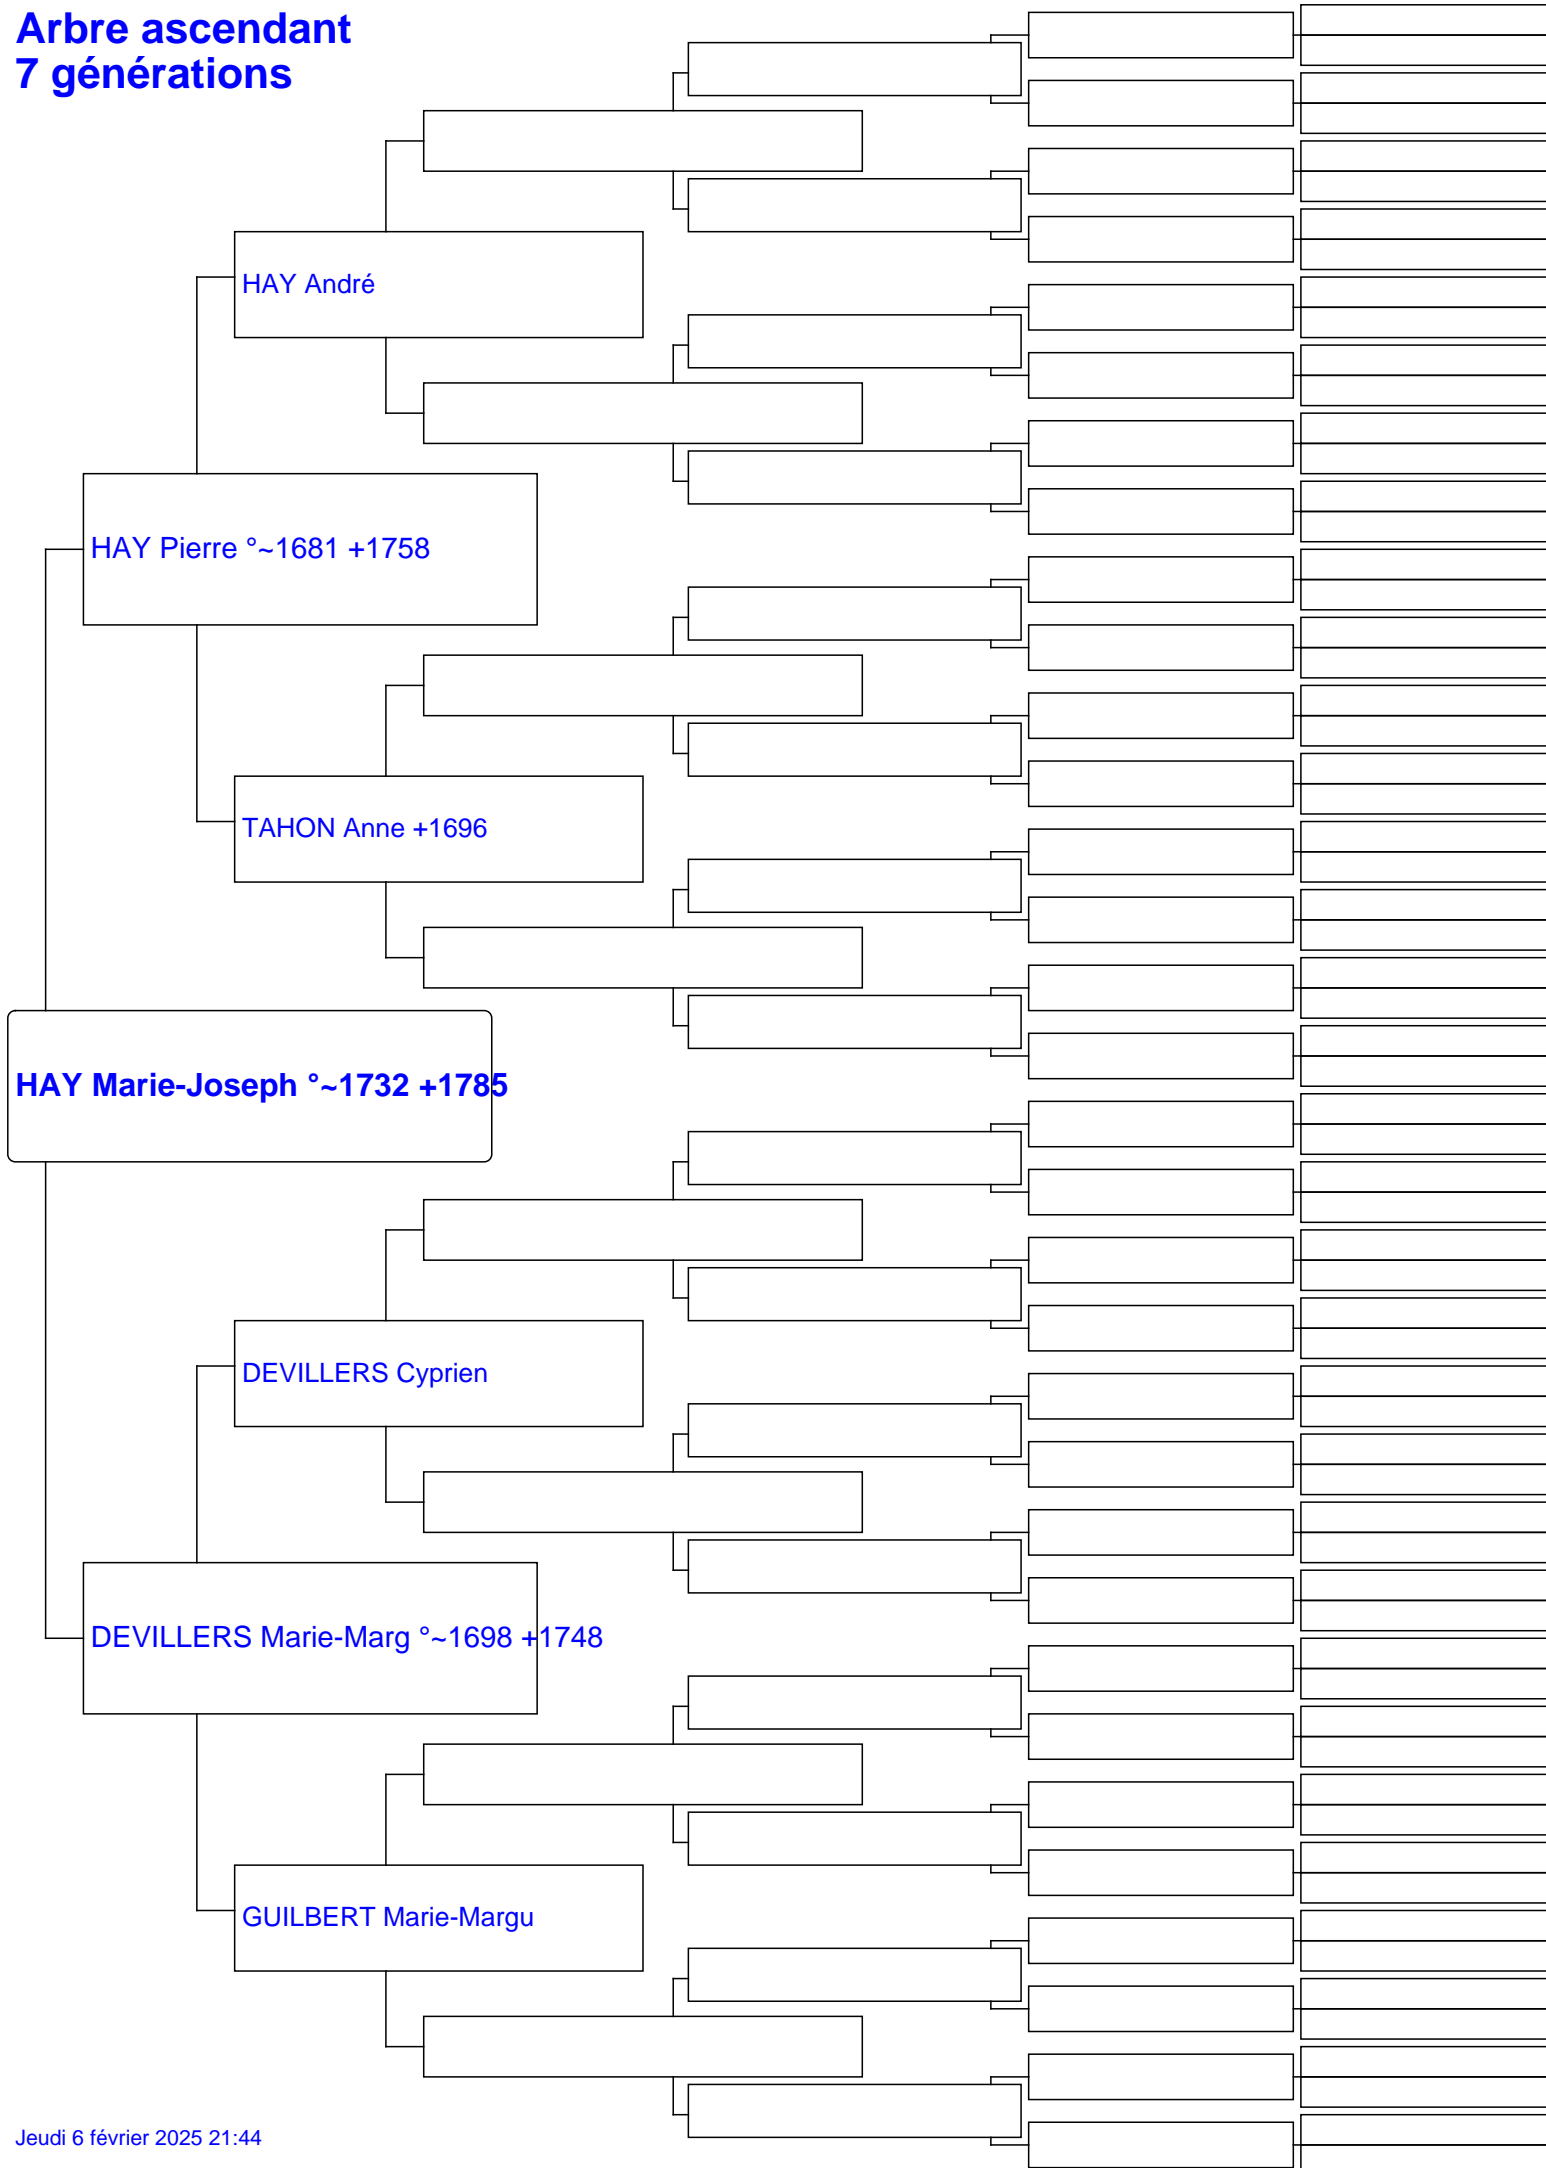 Arbre ascendant
7 générations
HAY André
HAY Pierre °~1681 +1758
TAHON Anne +1696
HAY Marie-Joseph °~1732 +1785
DEVILLERS Cyprien
DEVILLERS Marie-Marg °~1698 +1748
GUILBERT Marie-Margu
Jeudi 6 février 2025 21:44